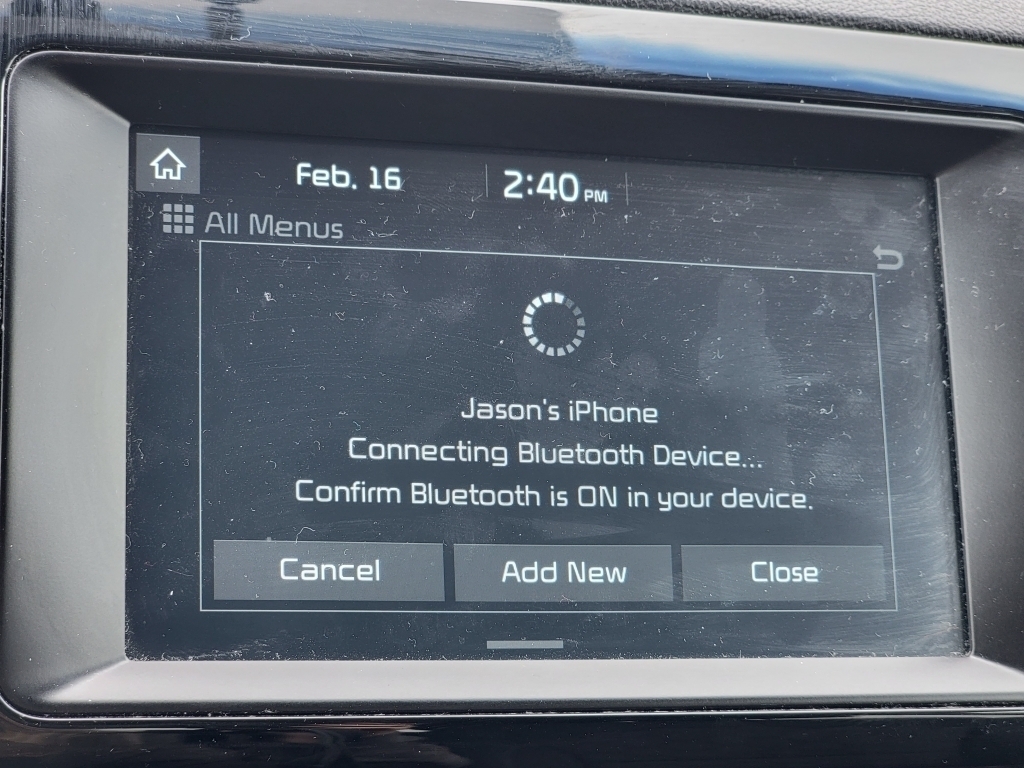 Feb. 16 2:40 PM
All Menus
Jason's iPhone
Connecting Bluetooth Device...
Confirm Bluetooth is ON in your device.
Cancel Add New Close